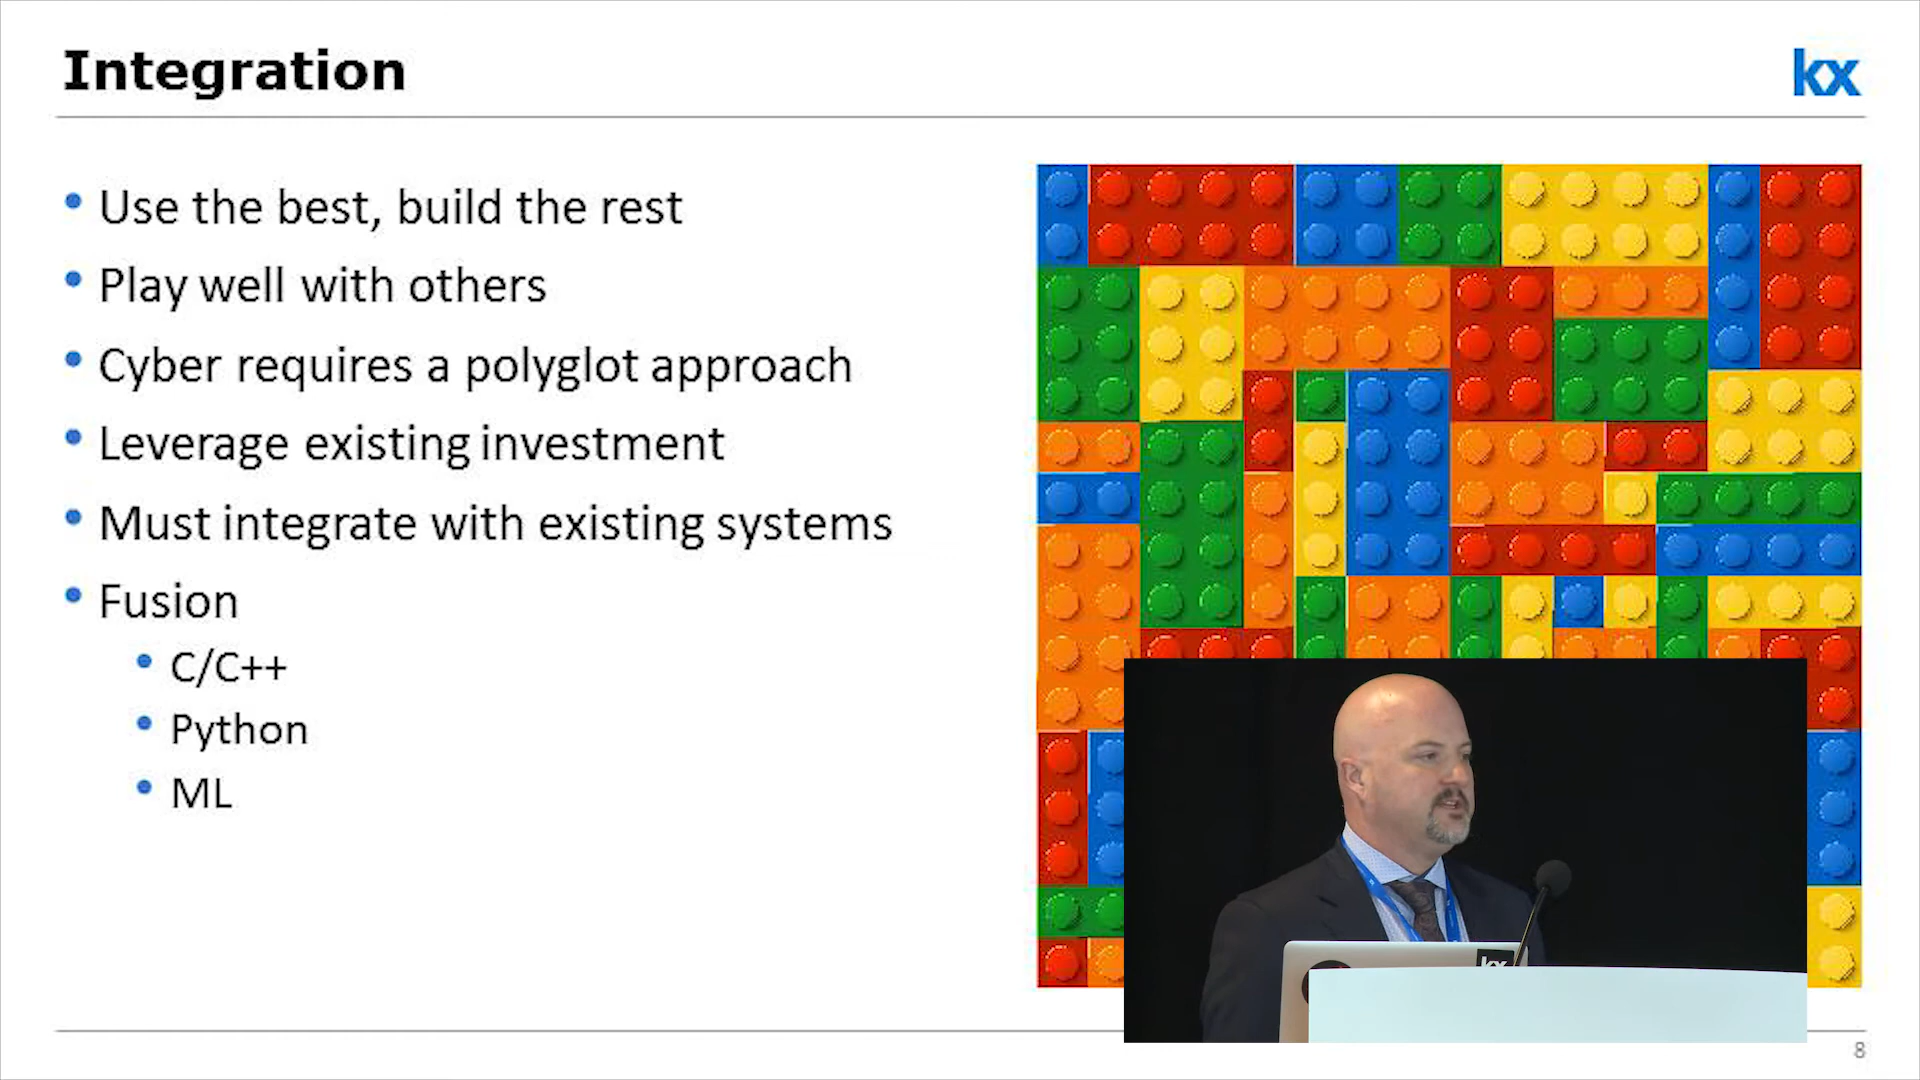 Integration
kx
Use the best, build the rest
Play well with others
Cyber requires a polyglot approach
Leverage existing investment
Must integrate with existing systems
Fusion
C/C++
Python
ML
kx
8